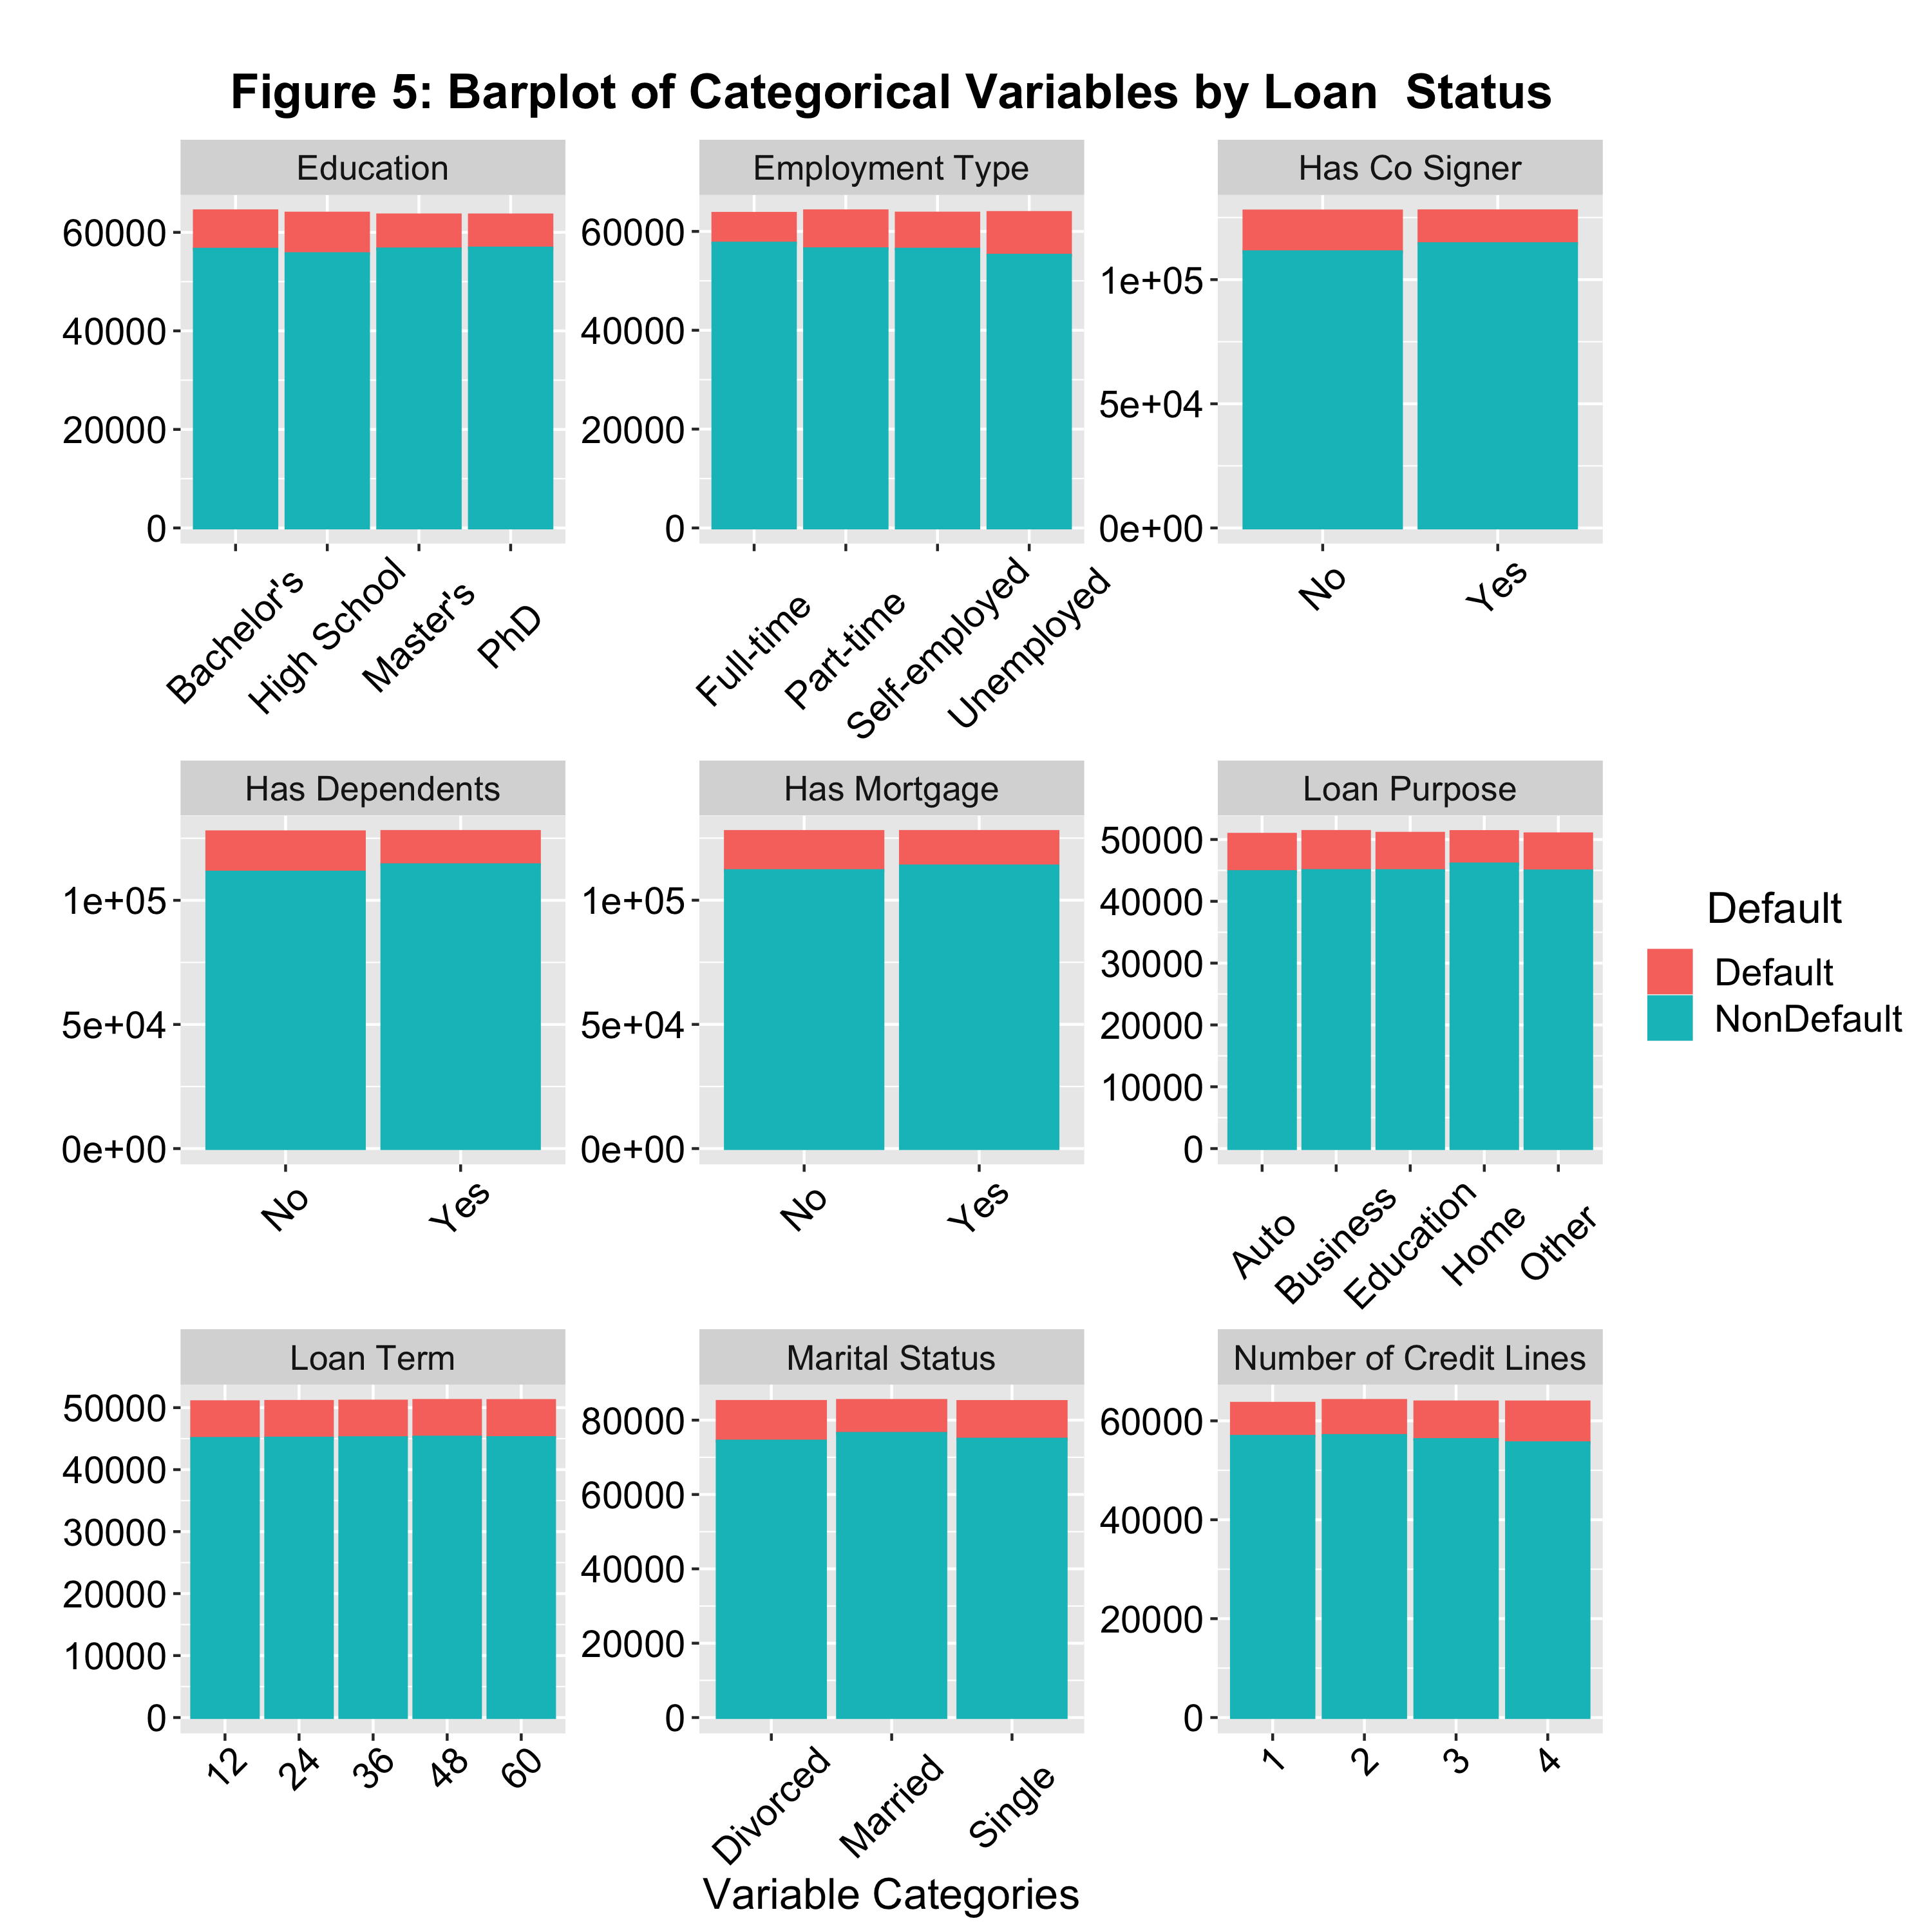 Figure 5: Barplot of Categorical Variables by Loan  Status
Education
60000
40000
20000
0
Bachelor's
High School
Master's
PhD
Employment Type
60000
40000
20000
0
Full-time
Part-time
Self-employed
Unemployed
Has Co Signer
1e+05
5e+04
0e+00
No
Yes
Has Dependents
1e+05
5e+04
0e+00
No
Yes
Has Mortgage
1e+05
5e+04
0e+00
No
Yes
Loan Purpose
50000
40000
30000
20000
10000
0
Auto
Business
Education
Home
Other
Default
Default
NonDefault
Loan Term
50000
40000
30000
20000
10000
0
12
24
36
48
60
Marital Status
80000
60000
40000
20000
0
Divorced
Married
Single
Number of Credit Lines
60000
40000
20000
0
1
2
3
4
Variable Categories